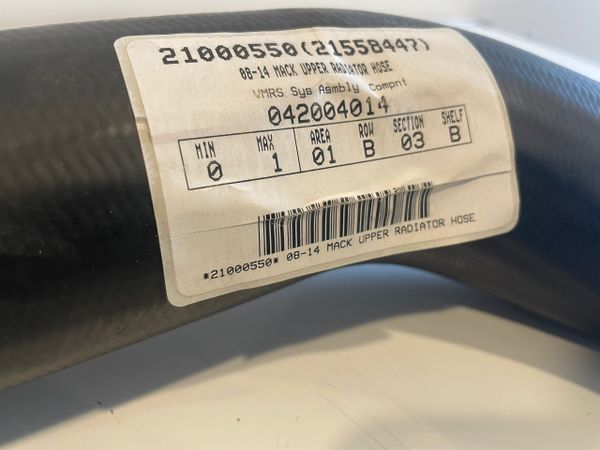 21000550(21558447)
08-14 MACK UPPER RADIATOR HOSE
VMRS Sys Asmbly Compnt
042004014
MIN MAX AREA ROW SECTION SHELF
0 1 01 B 03 B
*21000550* 08-14 MACK UPPER RADIATOR HOSE